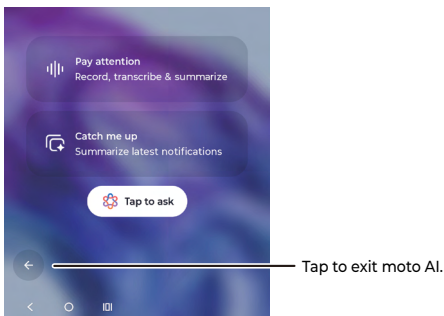 Pay attention
Record, transcribe & summarize
Catch me up
Summarize latest notifications
Tap to ask
Tap to exit moto AI.